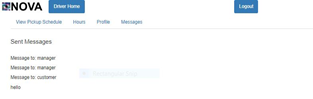 NOVA Driver Home Logout
View Pickup Schedule Hours Profile Messages
Sent Messages
Message to: manager
Message to: manager
Message to: customer
hello